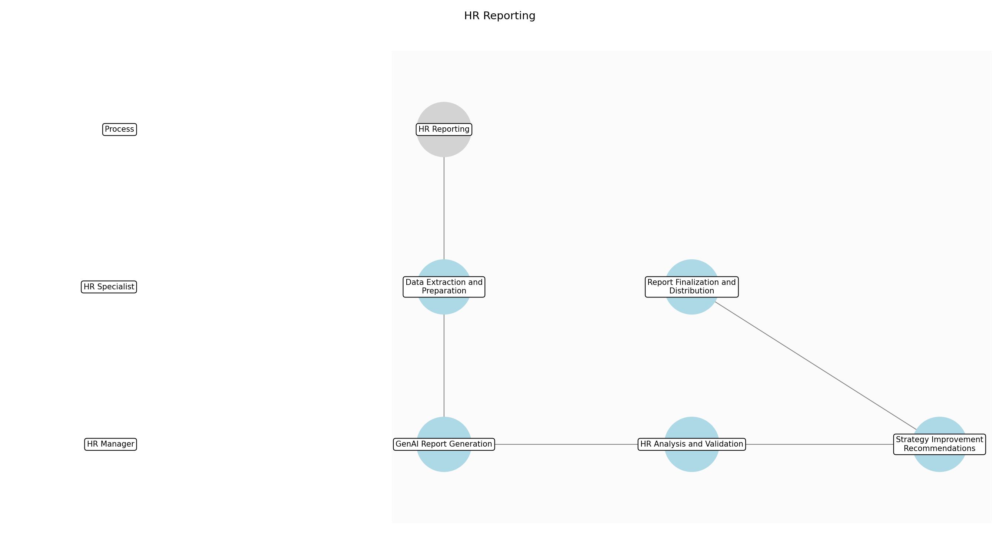 HR Reporting
Process
HR Reporting
HR Specialist
Data Extraction and
Preparation
Report Finalization and
Distribution
HR Manager
GenAI Report Generation
HR Analysis and Validation
Strategy Improvement
Recommendations